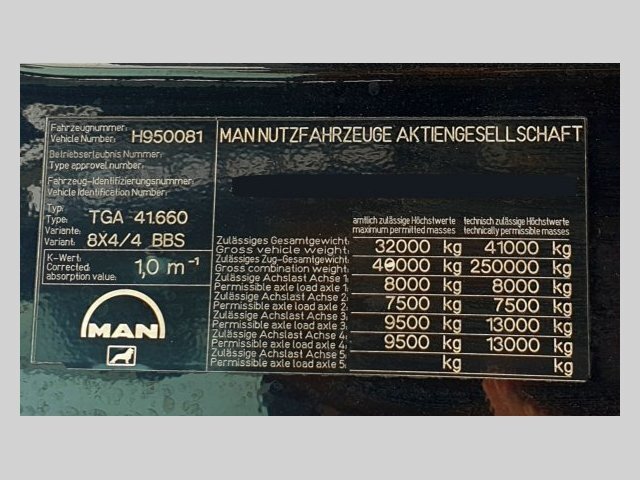 Fahrzeugnummer:
Vehicle Number: H950081
Betriebserlaubnis Nummer:
Type approval number:
Fahrzeug-Identifizierungsnummer:
Vehicle Identification Number:
Typ:
Type: TGA 41.660
Variante:
Variant: 8X4/4 BBS
K-Wert:
Corrected
absorption value: 1,0 m⁻¹
MAN
MAN NUTZFAHRZEUGE AKTIENGESELLSCHAFT
amtlich zulässige Höchstwerte technisch zulässige Höchstwerte
maximum permitted masses technically permissible masses
Zulässiges Gesamtgewicht:
Gross vehicle weight: 32000 kg 41000 kg
Zulässiges Zug-Gesamtgewicht:
Gross combination weight: kg 250000 kg
Zulässige Achslast Achse 1:
Permissible axle load axle 1: 8000 kg 8000 kg
Zulässige Achslast Achse 2:
Permissible axle load axle 2: 7500 kg 7500 kg
Zulässige Achslast Achse 3:
Permissible axle load axle 3: 9500 kg 13000 kg
Zulässige Achslast Achse 4:
Permissible axle load axle 4: 9500 kg 13000 kg
Zulässige Achslast Achse 5:
Permissible axle load axle 5: kg kg